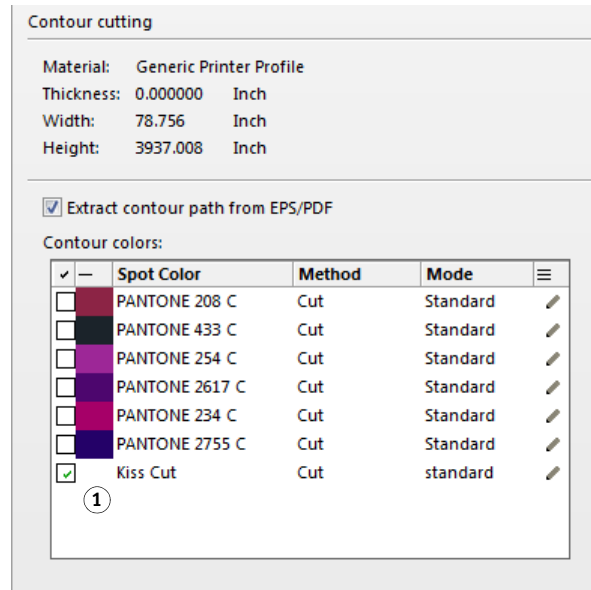 Contour cutting
Material: Generic Printer Profile
Thickness: 0.000000 Inch
Width: 78.756 Inch
Height: 3937.008 Inch
Extract contour path from EPS/PDF
Contour colors:
Spot Color Method Mode
PANTONE 208 C Cut Standard
PANTONE 433 C Cut Standard
PANTONE 254 C Cut Standard
PANTONE 2617 C Cut Standard
PANTONE 234 C Cut Standard
PANTONE 2755 C Cut Standard
Kiss Cut Cut standard
1